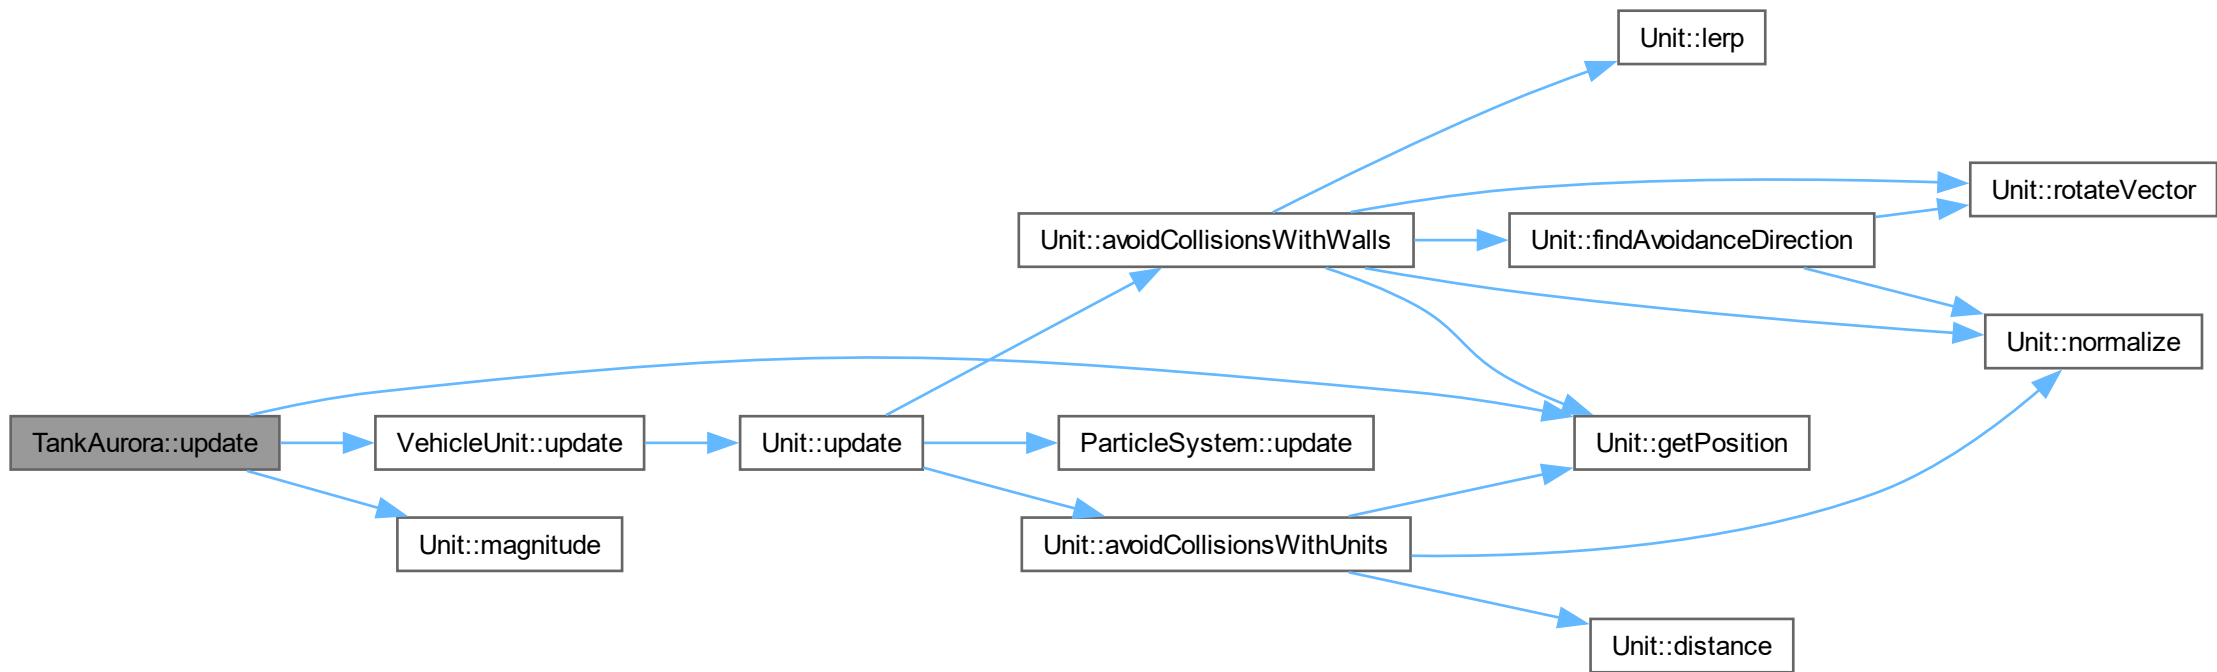 Unit::lerp
Unit::rotateVector
Unit::avoidCollisionsWithWalls
Unit::findAvoidanceDirection
Unit::normalize
TankAurora::update
VehicleUnit::update
Unit::update
ParticleSystem::update
Unit::getPosition
Unit::magnitude
Unit::avoidCollisionsWithUnits
Unit::distance